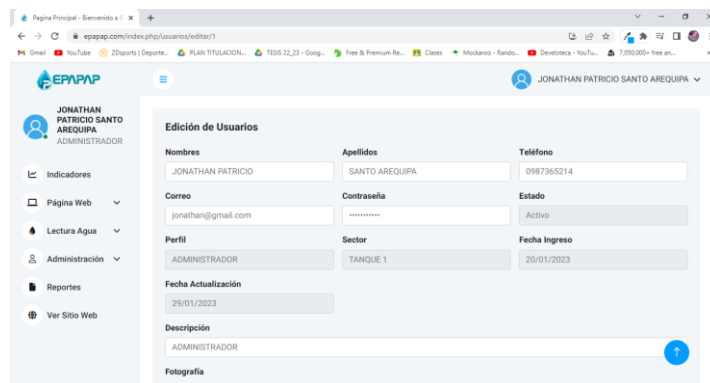 Pagina Principal - Bienvenido a E
epapap.com/index.php/usuarios/editar/1
Gmail YouTube ZDsports | Deporte... PLAN TITULACION... TESIS 22_23 - Goog... Free & Premium Re... Clases Mockaroo - Rando... Develoteca - YouTu... 7,050,000+ free an...
EPAPAP
JONATHAN PATRICIO SANTO AREQUIPA
JONATHAN
PATRICIO SANTO
AREQUIPA
ADMINISTRADOR
Indicadores
Página Web
Lectura Agua
Administración
Reportes
Ver Sitio Web
Edición de Usuarios
Nombres Apellidos Teléfono
JONATHAN PATRICIO SANTO AREQUIPA 0987365214
Correo Contraseña Estado
jonathan@gmail.com ••••••••••• Activo
Perfil Sector Fecha Ingreso
ADMINISTRADOR TANQUE 1 20/01/2023
Fecha Actualización
29/01/2023
Descripción
ADMINISTRADOR
Fotografía